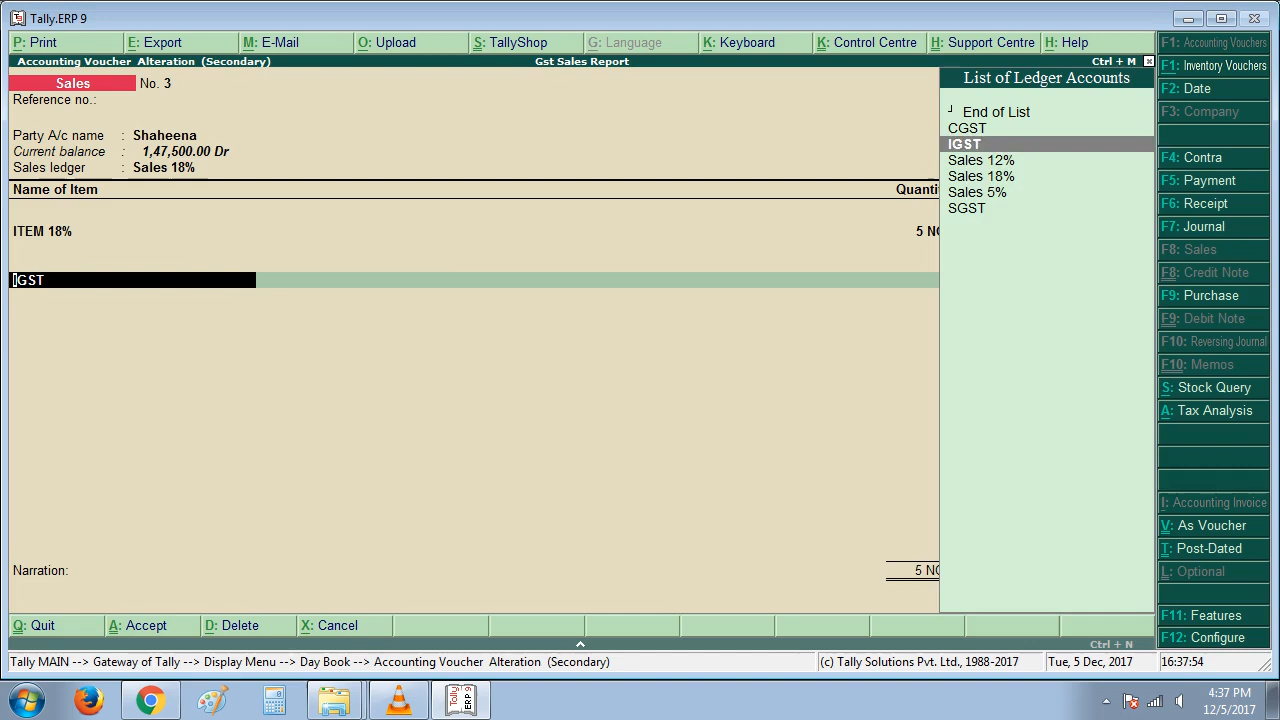 Tally.ERP 9
P: Print E: Export M: E-Mail O: Upload S: TallyShop G: Language K: Keyboard K: Control Centre H: Support Centre H: Help
Accounting Voucher Alteration (Secondary) Gst Sales Report Ctrl + M
Sales No. 3
Reference no.:
Party A/c name : Shaheena
Current balance : 1,47,500.00 Dr
Sales ledger : Sales 18%
Name of Item Quanti
ITEM 18% 5 NO
IGST
Narration: 5 NO
List of Ledger Accounts
End of List
CGST
IGST
Sales 12%
Sales 18%
Sales 5%
SGST
F1: Accounting Vouchers
F1: Inventory Vouchers
F2: Date
F3: Company
F4: Contra
F5: Payment
F6: Receipt
F7: Journal
F8: Sales
F8: Credit Note
F9: Purchase
F9: Debit Note
F10: Reversing Journal
F10: Memos
S: Stock Query
A: Tax Analysis
I: Accounting Invoice
V: As Voucher
T: Post-Dated
L: Optional
F11: Features
F12: Configure
Q: Quit A: Accept D: Delete X: Cancel
Ctrl + N
Tally MAIN --> Gateway of Tally --> Display Menu --> Day Book --> Accounting Voucher Alteration (Secondary) (c) Tally Solutions Pvt. Ltd., 1988-2017 Tue, 5 Dec, 2017 16:37:54
Tally ERP 9
4:37 PM
12/5/2017